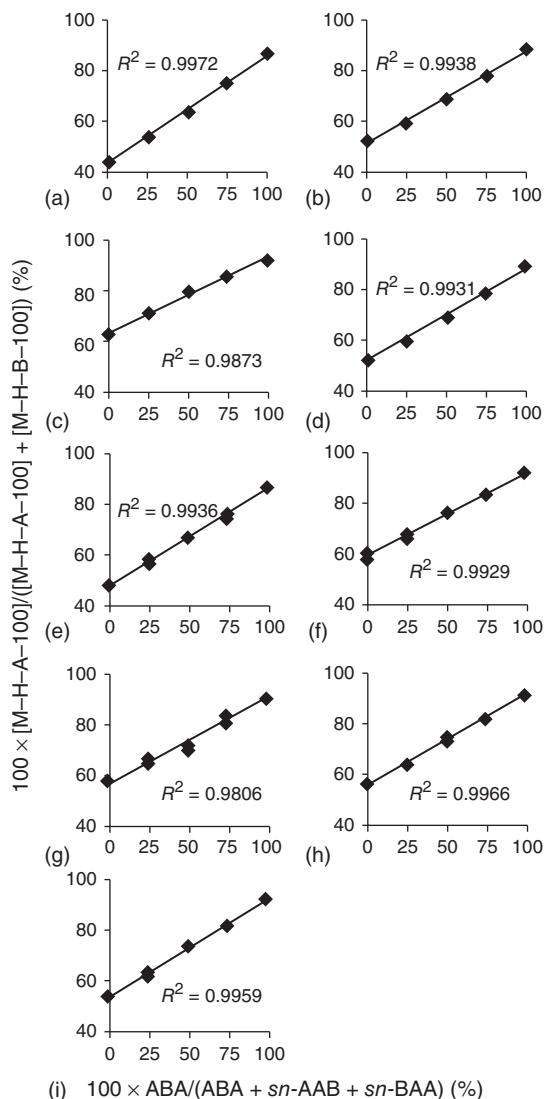 100
80
60
40
R² = 0.9972
0 25 50 75 100
(a)
100
80
60
40
R² = 0.9938
0 25 50 75 100
(b)
100 × [M–H–A–100]/([M–H–A–100] + [M–H–B–100]) (%)
100
80
60
40
R² = 0.9873
0 25 50 75 100
(c)
100
80
60
40
R² = 0.9931
0 25 50 75 100
(d)
100
80
60
40
R² = 0.9936
0 25 50 75 100
(e)
100
80
60
40
R² = 0.9929
0 25 50 75 100
(f)
100
80
60
40
R² = 0.9806
0 25 50 75 100
(g)
100
80
60
40
R² = 0.9966
0 25 50 75 100
(h)
100
80
60
40
R² = 0.9959
0 25 50 75 100
(i) 100 × ABA/(ABA + sn-AAB + sn-BAA) (%)